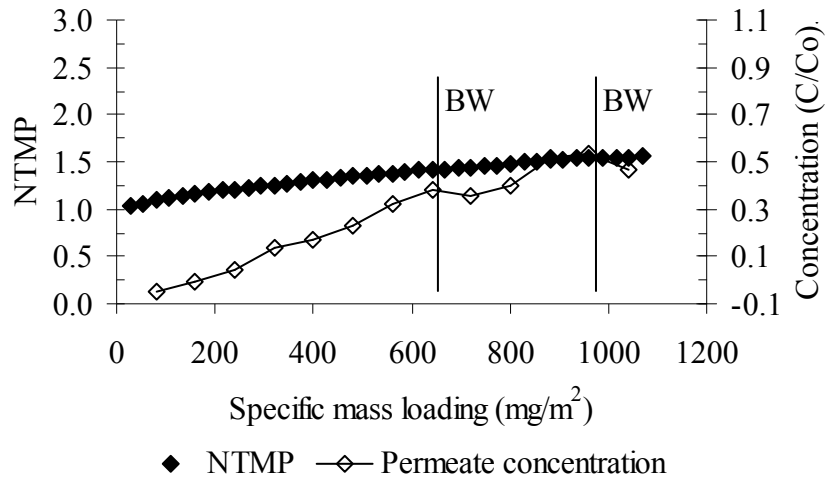 3.0
2.5
2.0
1.5
1.0
0.5
0.0
NTMP
BW
BW
1.1
0.9
0.7
0.5
0.3
0.1
-0.1
Concentration (C/Co).
0 200 400 600 800 1000 1200
Specific mass loading (mg/m²)
NTMP Permeate concentration